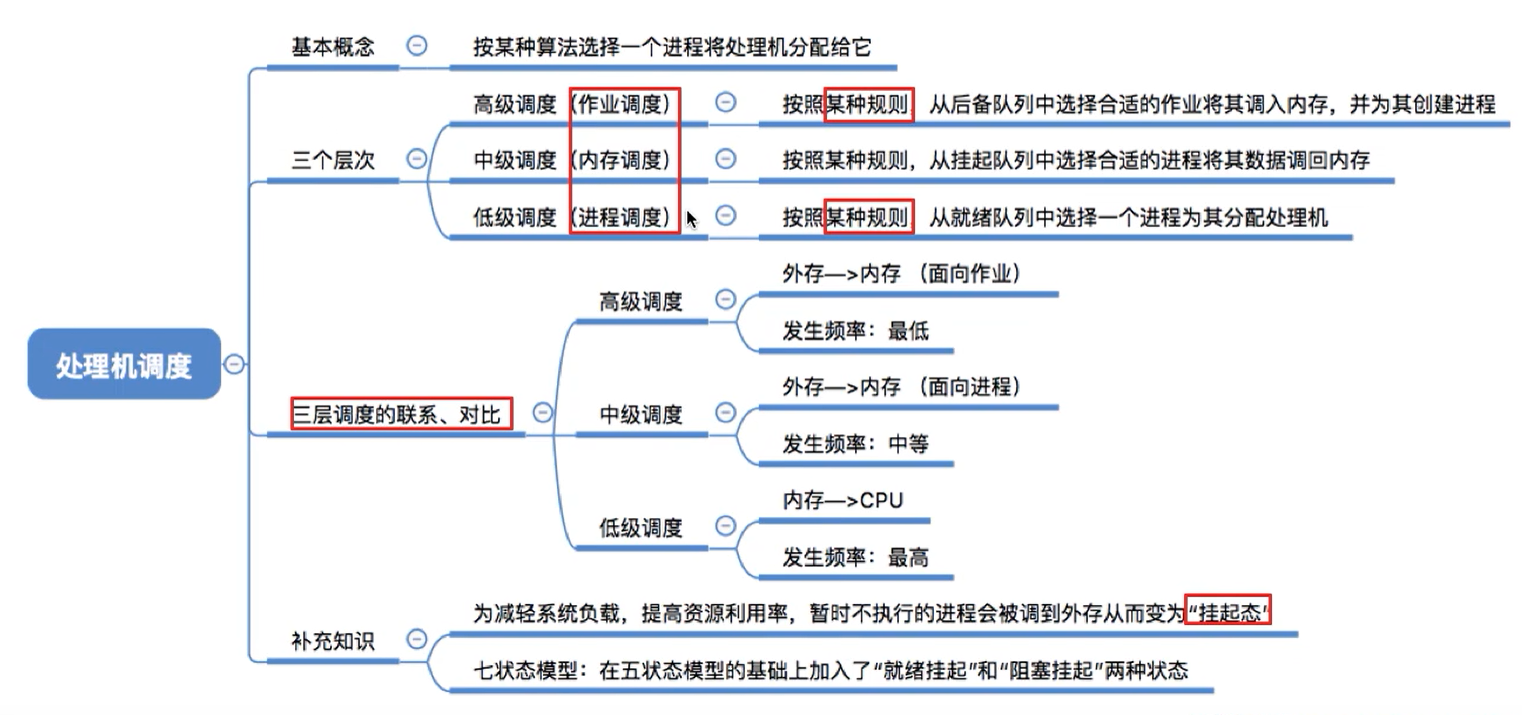 处理机调度
基本概念
按某种算法选择一个进程将处理机分配给它
三个层次
高级调度（作业调度）
按照某种规则，从后备队列中选择合适的作业将其调入内存，并为其创建进程
中级调度（内存调度）
按照某种规则，从挂起队列中选择合适的进程将其数据调回内存
低级调度（进程调度）
按照某种规则，从就绪队列中选择一个进程为其分配处理机
三层调度的联系、对比
高级调度
外存—>内存 （面向作业）
发生频率：最低
中级调度
外存—>内存 （面向进程）
发生频率：中等
低级调度
内存—>CPU
发生频率：最高
补充知识
为减轻系统负载，提高资源利用率，暂时不执行的进程会被调到外存从而变为“挂起态”
七状态模型：在五状态模型的基础上加入了“就绪挂起”和“阻塞挂起”两种状态